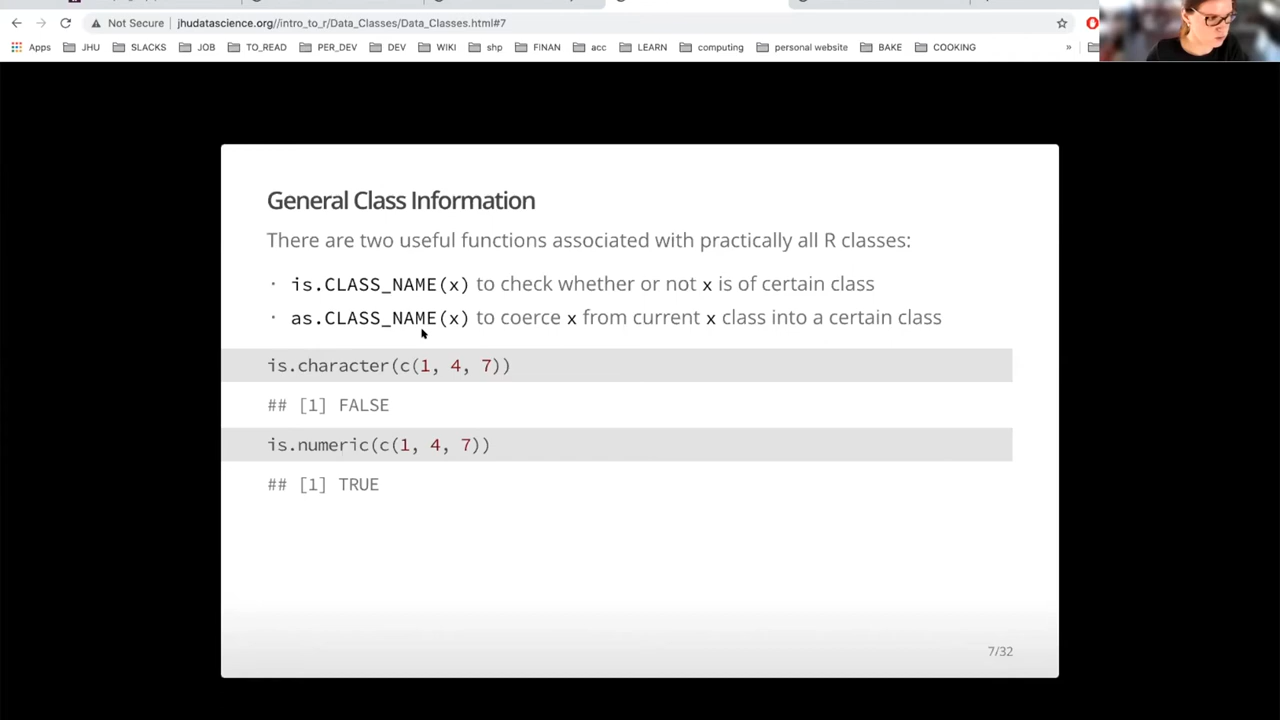 Not Secure | jhudatascience.org//intro_to_r/Data_Classes/Data_Classes.html#7
Apps JHU SLACKS JOB TO_READ PER_DEV DEV WIKI shp FINAN acc LEARN computing personal website BAKE COOKING »
General Class Information
There are two useful functions associated with practically all R classes:
· is.CLASS_NAME(x) to check whether or not x is of certain class
· as.CLASS_NAME(x) to coerce x from current x class into a certain class
is.character(c(1, 4, 7))
## [1] FALSE
is.numeric(c(1, 4, 7))
## [1] TRUE
7/32